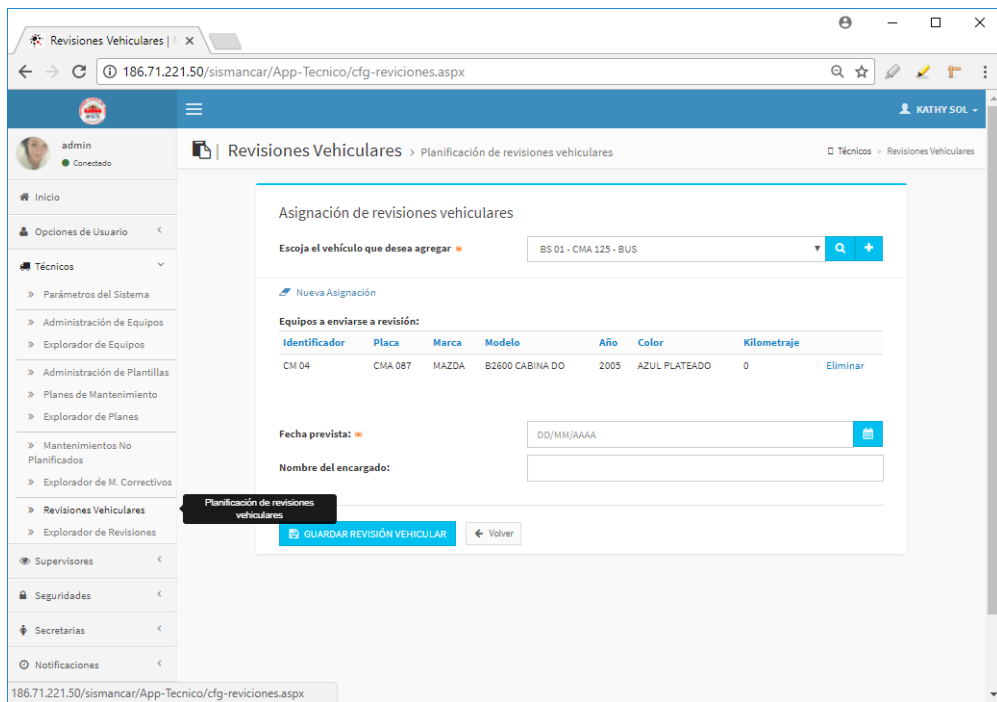 Revisiones Vehiculares |
186.71.221.50/sismancar/App-Tecnico/cfg-reviciones.aspx
KATHY SOL
admin
Conectado
Revisiones Vehiculares > Planificación de revisiones vehiculares
Técnicos > Revisiones Vehiculares
Inicio
Opciones de Usuario
Técnicos
» Parámetros del Sistema
» Administración de Equipos
» Explorador de Equipos
» Administración de Plantillas
» Planes de Mantenimiento
» Explorador de Planes
» Mantenimientos No
Planificados
» Explorador de M. Correctivos
» Revisiones Vehiculares
» Explorador de Revisiones
Supervisores
Seguridades
Secretarias
Notificaciones
Planificación de revisiones
vehiculares
Asignación de revisiones vehiculares
Escoja el vehículo que desea agregar
BS 01 - CMA 125 - BUS
Nueva Asignación
Equipos a enviarse a revisión:
Identificador Placa Marca Modelo Año Color Kilometraje
CM 04 CMA 087 MAZDA B2600 CABINA DO 2005 AZUL PLATEADO 0 Eliminar
Fecha prevista:
DD/MM/AAAA
Nombre del encargado:
GUARDAR REVISIÓN VEHICULAR
Volver
186.71.221.50/sismancar/App-Tecnico/cfg-reviciones.aspx